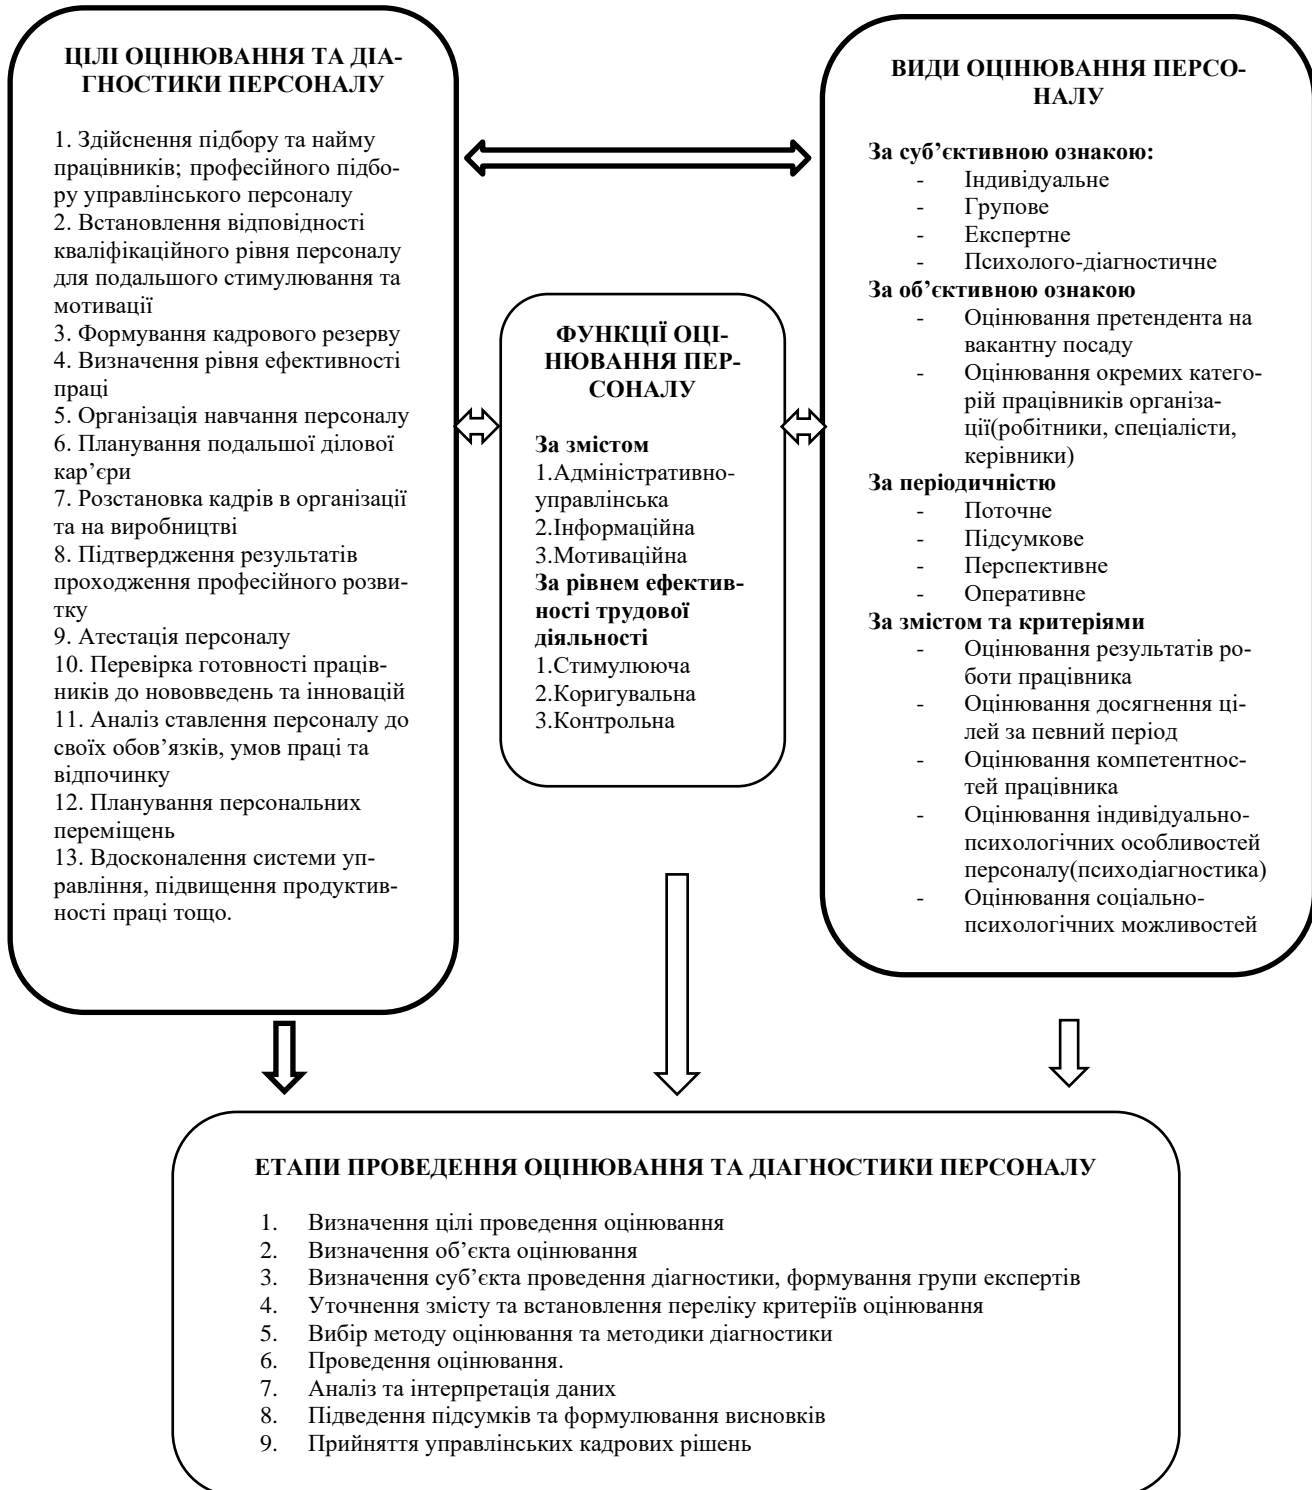 ЦІЛІ ОЦІНЮВАННЯ ТА ДІА-
ГНОСТИКИ ПЕРСОНАЛУ
1. Здійснення підбору та найму
працівників; професійного підбо-
ру управлінського персоналу
2. Встановлення відповідності
кваліфікаційного рівня персоналу
для подальшого стимулювання та
мотивації
3. Формування кадрового резерву
4. Визначення рівня ефективності
праці
5. Організація навчання персоналу
6. Планування подальшої ділової
кар’єри
7. Розстановка кадрів в організації
та на виробництві
8. Підтвердження результатів
проходження професійного розви-
тку
9. Атестація персоналу
10. Перевірка готовності праців-
ників до нововведень та інновацій
11. Аналіз ставлення персоналу до
своїх обов’язків, умов праці та
відпочинку
12. Планування персональних
переміщень
13. Вдосконалення системи уп-
равління, підвищення продуктив-
ності праці тощо.
ФУНКЦІЇ ОЦІ-
НЮВАННЯ ПЕР-
СОНАЛУ
За змістом
1.Адміністративно-
управлінська
2.Інформаційна
3.Мотиваційна
За рівнем ефектив-
ності трудової
діяльності
1.Стимулююча
2.Коригувальна
3.Контрольна
ВИДИ ОЦІНЮВАННЯ ПЕРСО-
НАЛУ
За суб’єктивною ознакою:
- Індивідуальне
- Групове
- Експертне
- Психолого-діагностичне
За об’єктивною ознакою
- Оцінювання претендента на
вакантну посаду
- Оцінювання окремих катего-
рій працівників організа-
ції(робітники, спеціалісти,
керівники)
За періодичністю
- Поточне
- Підсумкове
- Перспективне
- Оперативне
За змістом та критеріями
- Оцінювання результатів ро-
боти працівника
- Оцінювання досягнення ці-
лей за певний період
- Оцінювання компетентнос-
тей працівника
- Оцінювання індивідуально-
психологічних особливостей
персоналу(психодіагностика)
- Оцінювання соціально-
психологічних можливостей
ЕТАПИ ПРОВЕДЕННЯ ОЦІНЮВАННЯ ТА ДІАГНОСТИКИ ПЕРСОНАЛУ
1. Визначення цілі проведення оцінювання
2. Визначення об’єкта оцінювання
3. Визначення суб’єкта проведення діагностики, формування групи експертів
4. Уточнення змісту та встановлення переліку критеріїв оцінювання
5. Вибір методу оцінювання та методики діагностики
6. Проведення оцінювання.
7. Аналіз та інтерпретація даних
8. Підведення підсумків та формулювання висновків
9. Прийняття управлінських кадрових рішень